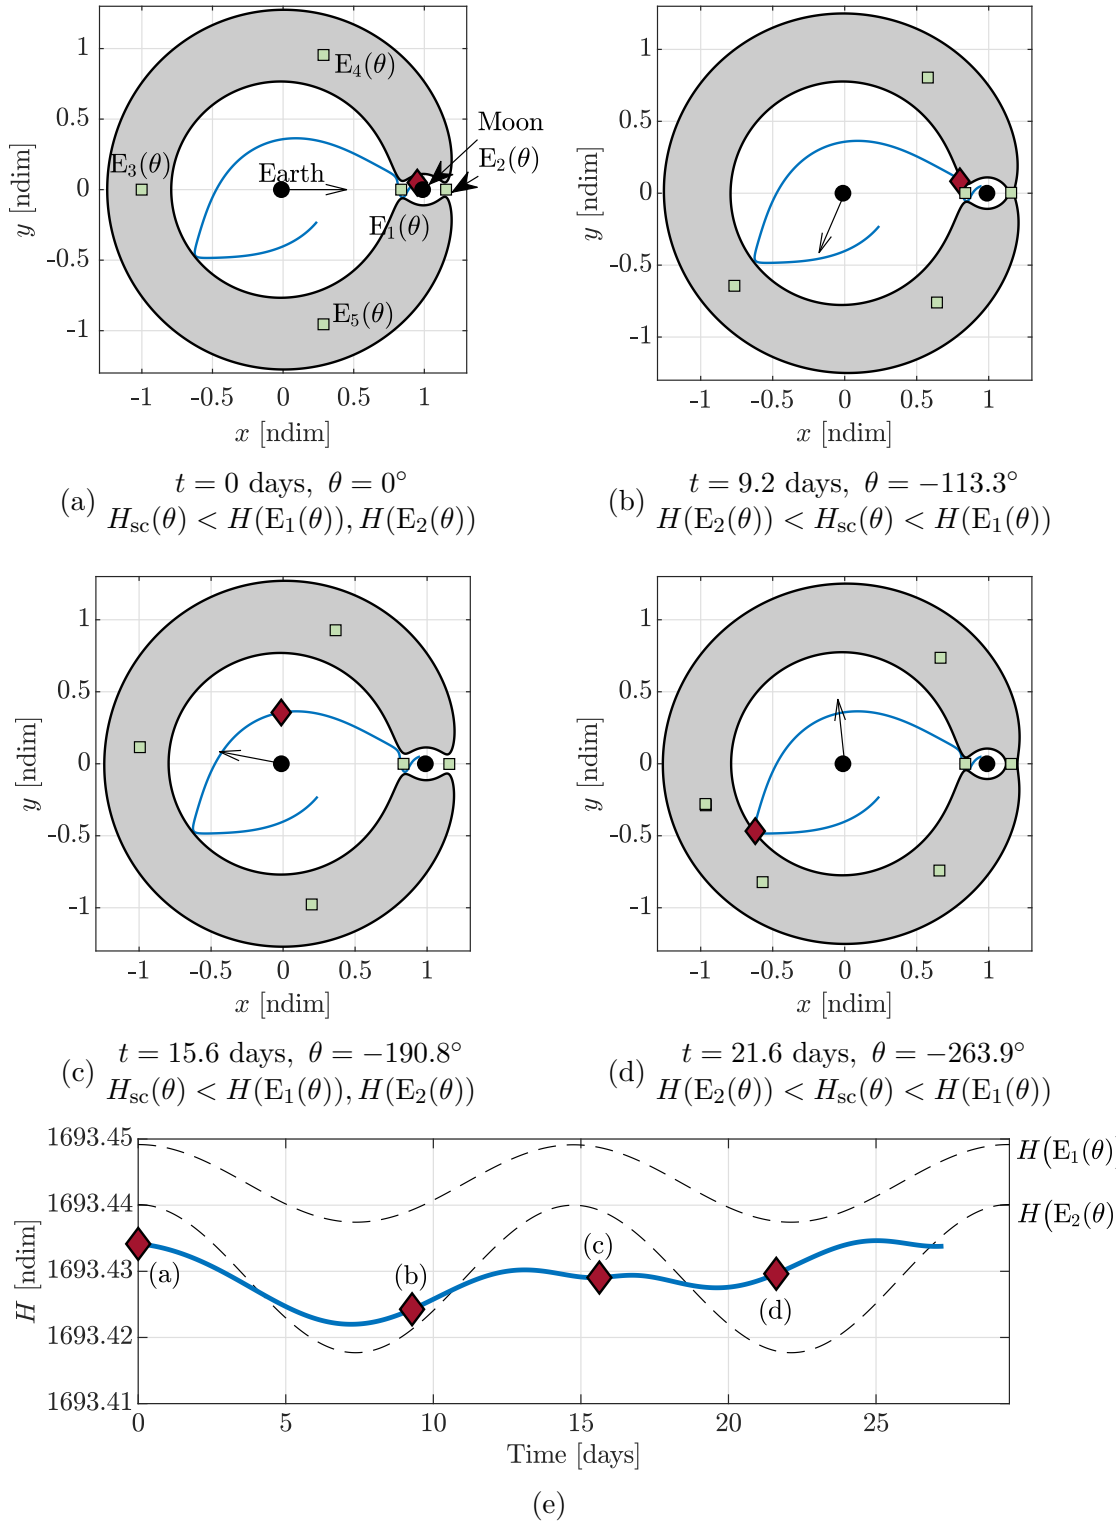 1
0.5
0
-0.5
-1
y [ndim]
-1 -0.5 0 0.5 1
x [ndim]
E₄(θ)
E₃(θ)
Earth
Moon
E₂(θ)
E₁(θ)
E₅(θ)
(a) t = 0 days, θ = 0°
H_sc(θ) < H(E₁(θ)), H(E₂(θ))
1
0.5
0
-0.5
-1
y [ndim]
-1 -0.5 0 0.5 1
x [ndim]
(b) t = 9.2 days, θ = −113.3°
H(E₂(θ)) < H_sc(θ) < H(E₁(θ))
1
0.5
0
-0.5
-1
y [ndim]
-1 -0.5 0 0.5 1
x [ndim]
(c) t = 15.6 days, θ = −190.8°
H_sc(θ) < H(E₁(θ)), H(E₂(θ))
1
0.5
0
-0.5
-1
y [ndim]
-1 -0.5 0 0.5 1
x [ndim]
(d) t = 21.6 days, θ = −263.9°
H(E₂(θ)) < H_sc(θ) < H(E₁(θ))
1693.45
1693.44
1693.43
1693.42
1693.41
H [ndim]
H(E₁(θ)
H(E₂(θ)
(a)
(b)
(c)
(d)
0 5 10 15 20 25
Time [days]
(e)